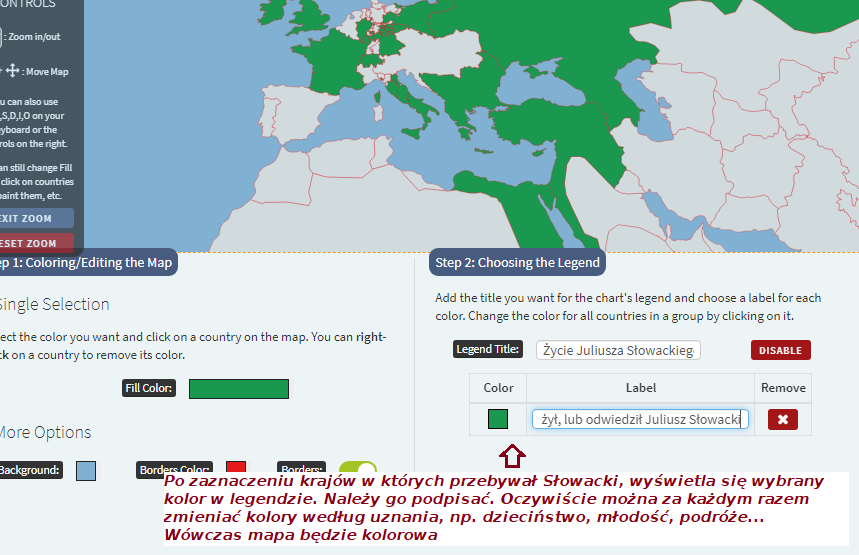 ONTROLS
: Zoom in/out
: Move Map
u can also use
,S,D,I,O on your
eyboard or the
trols on the right.
an still change Fill
click on countries
paint them, etc.
EXIT ZOOM
ESET ZOOM
ep 1: Coloring/Editing the Map
Single Selection
ect the color you want and click on a country on the map. You can right-
ck on a country to remove its color.
Fill Color:
More Options
Background:
Borders Color:
Borders:
Step 2: Choosing the Legend
Add the title you want for the chart's legend and choose a label for each
color. Change the color for all countries in a group by clicking on it.
Legend Title:
Życie Juliusza Słowackieg
DISABLE
Color Label Remove
żył, lub odwiedził Juliusz Słowacki
Po zaznaczeniu krajów w których przebywał Słowacki, wyświetla się wybrany
kolor w legendzie. Należy go podpisać. Oczywiście można za każdym razem
zmieniać kolory według uznania, np. dzieciństwo, młodość, podróże...
Wówczas mapa będzie kolorowa